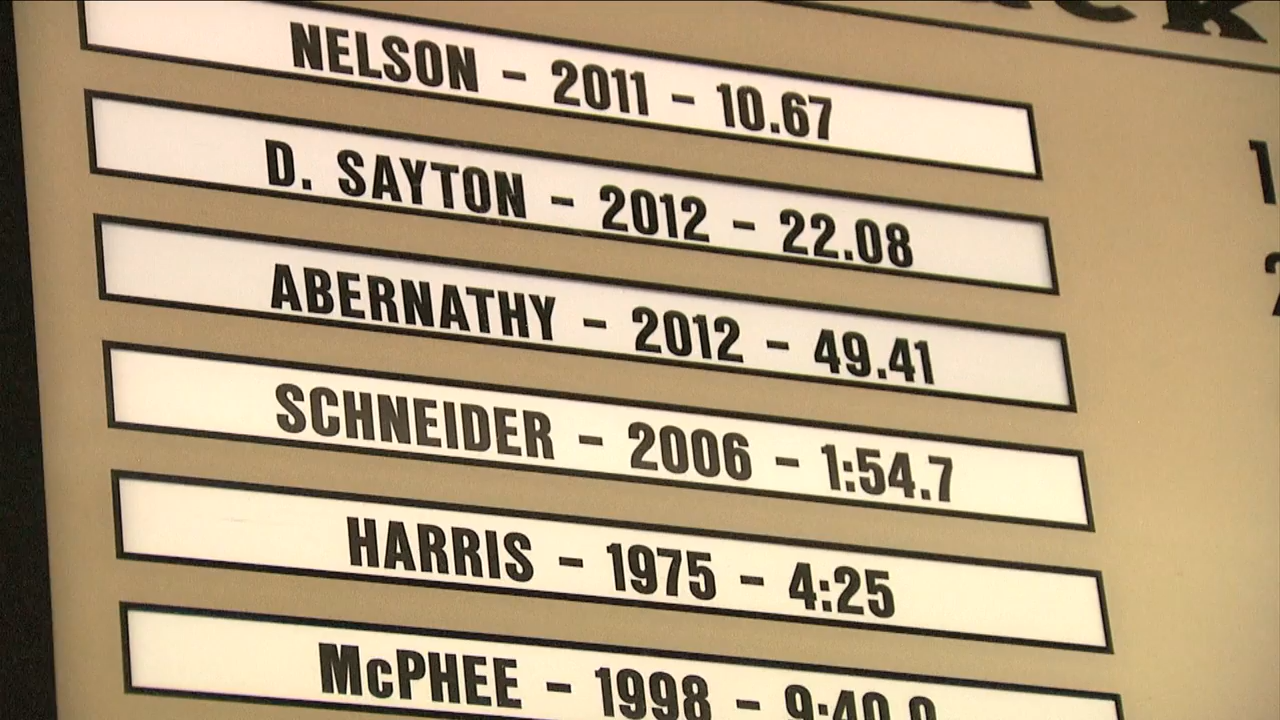 NELSON - 2011 - 10.67
D. SAYTON - 2012 - 22.08
ABERNATHY - 2012 - 49.41
SCHNEIDER - 2006 - 1:54.7
HARRIS - 1975 - 4:25
McPHEE - 1998 -